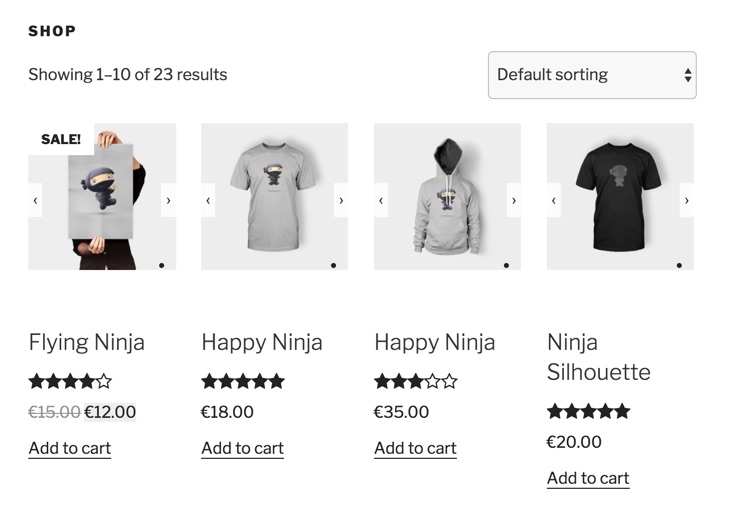 SHOP
Showing 1–10 of 23 results
Default sorting
SALE!
Flying Ninja
€15.00 €12.00
Add to cart
Happy Ninja
€18.00
Add to cart
Happy Ninja
€35.00
Add to cart
Ninja
Silhouette
€20.00
Add to cart